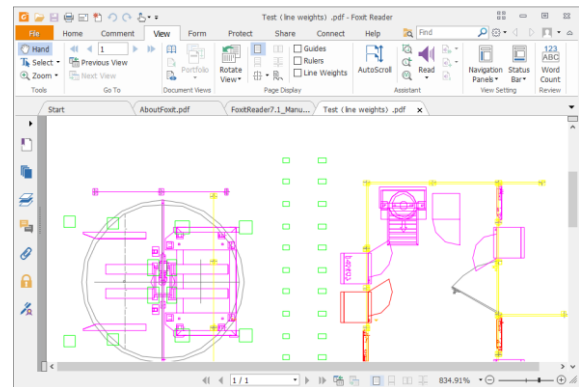 Test (line weights) .pdf - Foxit Reader
File Home Comment View Form Protect Share Connect Help Find
Hand
Select
Zoom
Tools
1
Previous View
Next View
Go To
Portfolio
Document Views
Rotate View
Guides
Rulers
Line Weights
Page Display
AutoScroll
Read
Assistant
Navigation Panels
Status Bar
View Setting
123
ABC
Word Count
Review
Start AboutFoxit.pdf FoxitReader7.1_Manu... Test (line weights) .pdf x
1 / 1
834.91%